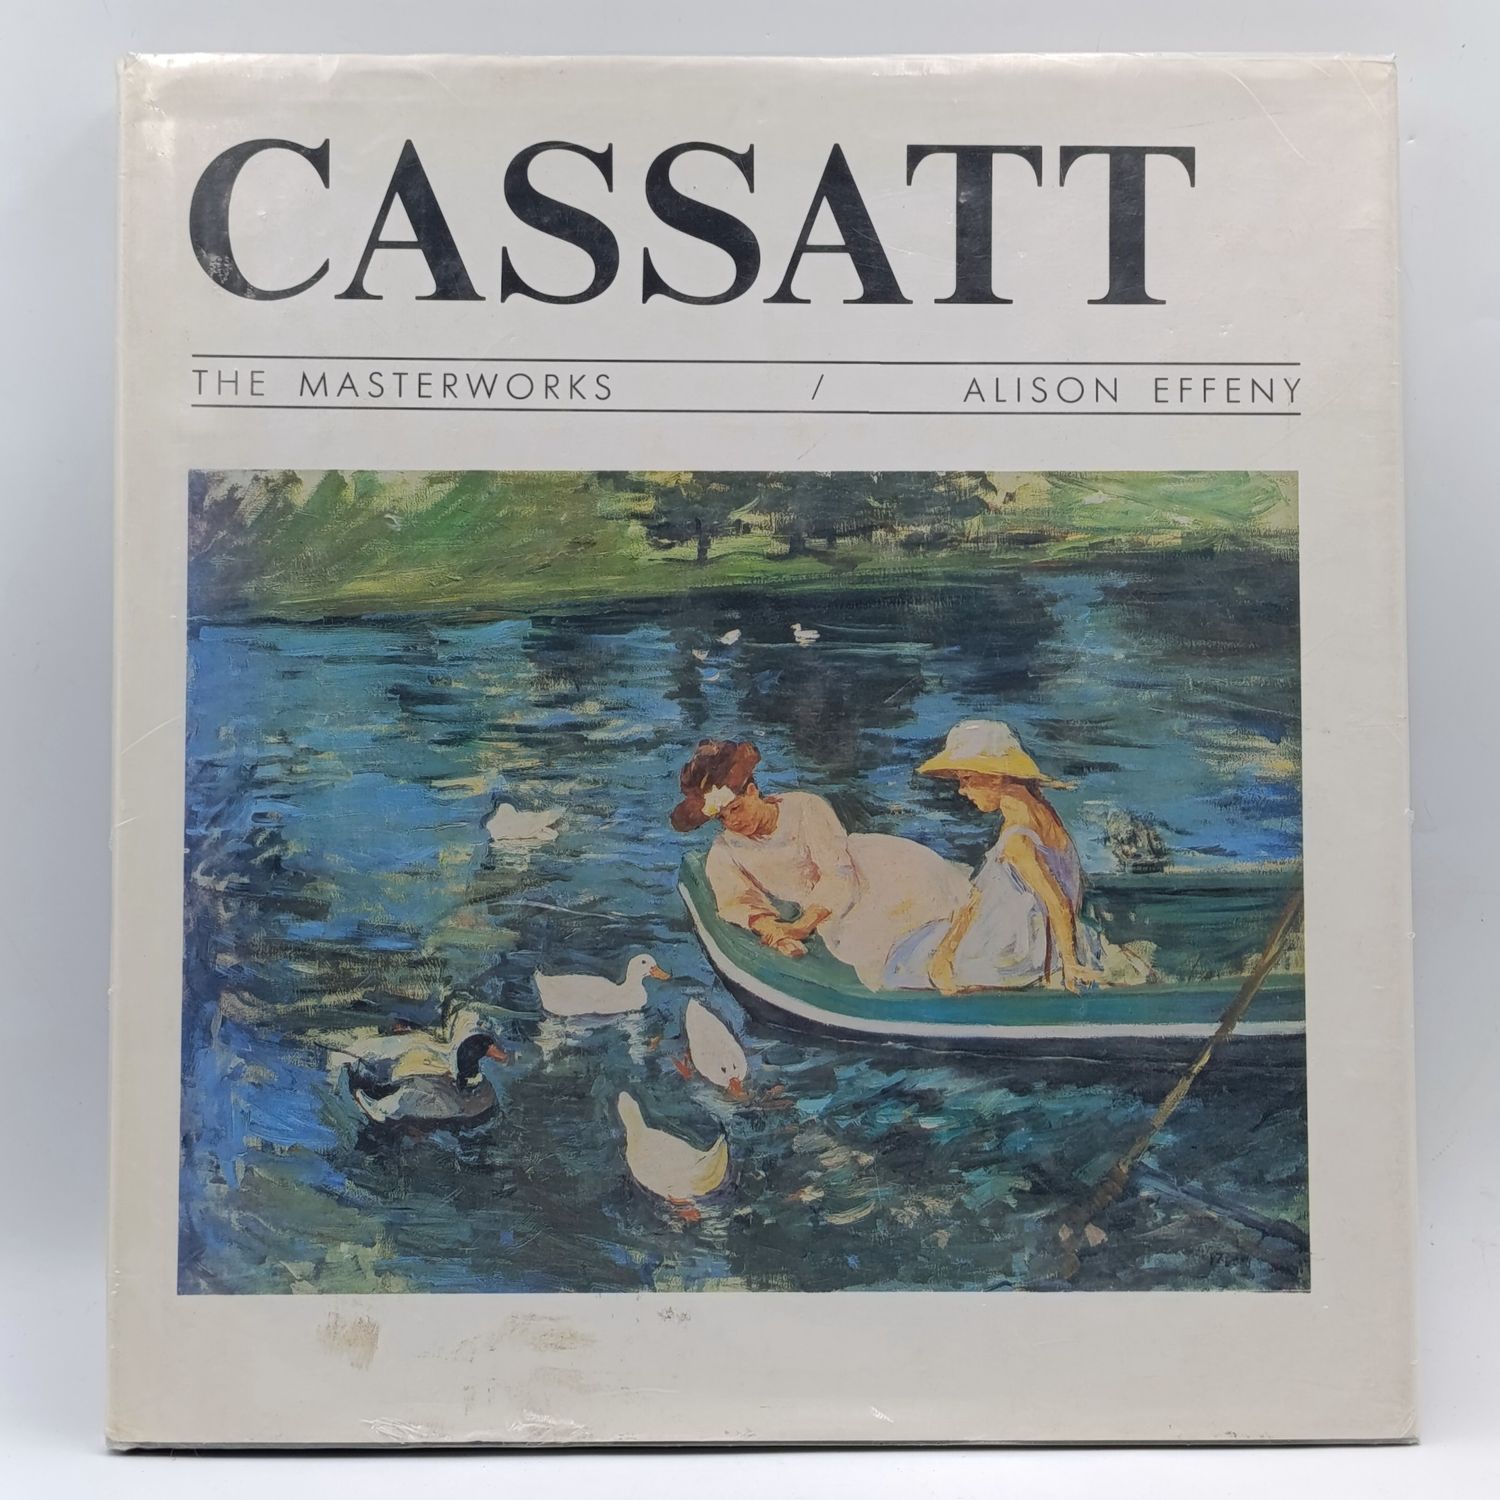 CASSATT
THE MASTERWORKS / ALISON EFFENY